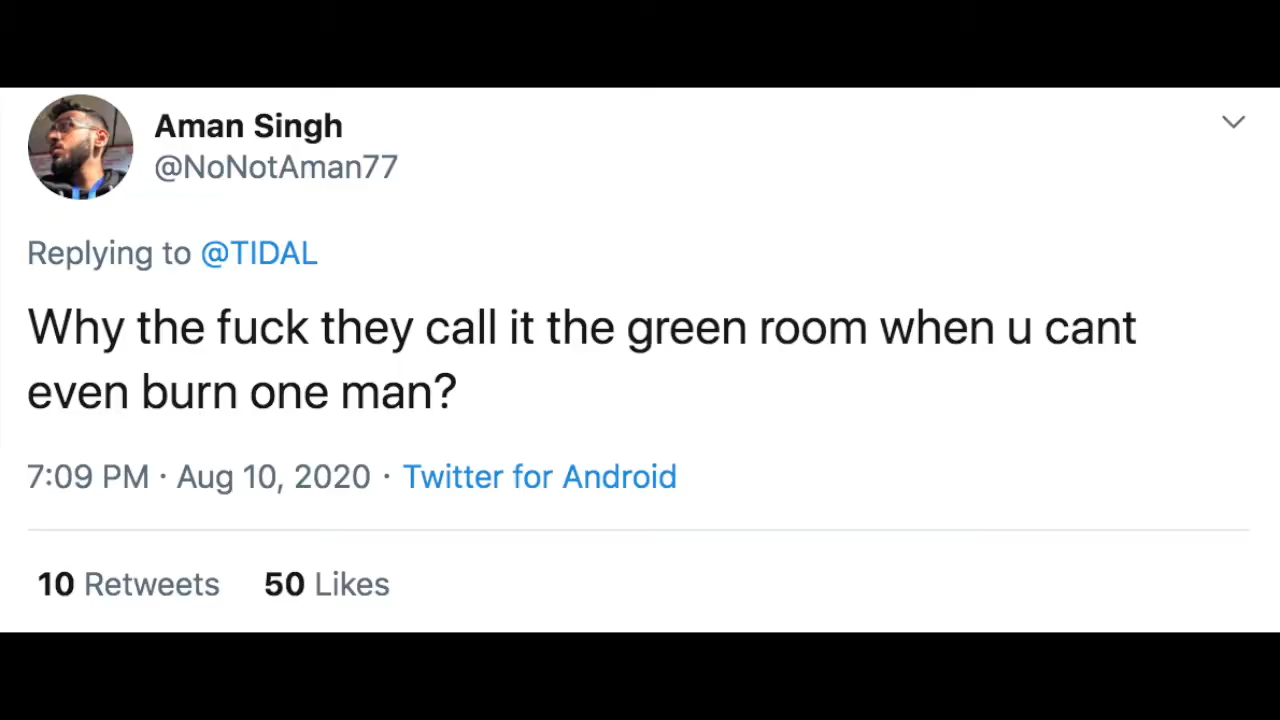 Aman Singh
@NoNotAman77
Replying to @TIDAL
Why the fuck they call it the green room when u cant
even burn one man?
7:09 PM · Aug 10, 2020 · Twitter for Android
10 Retweets 50 Likes